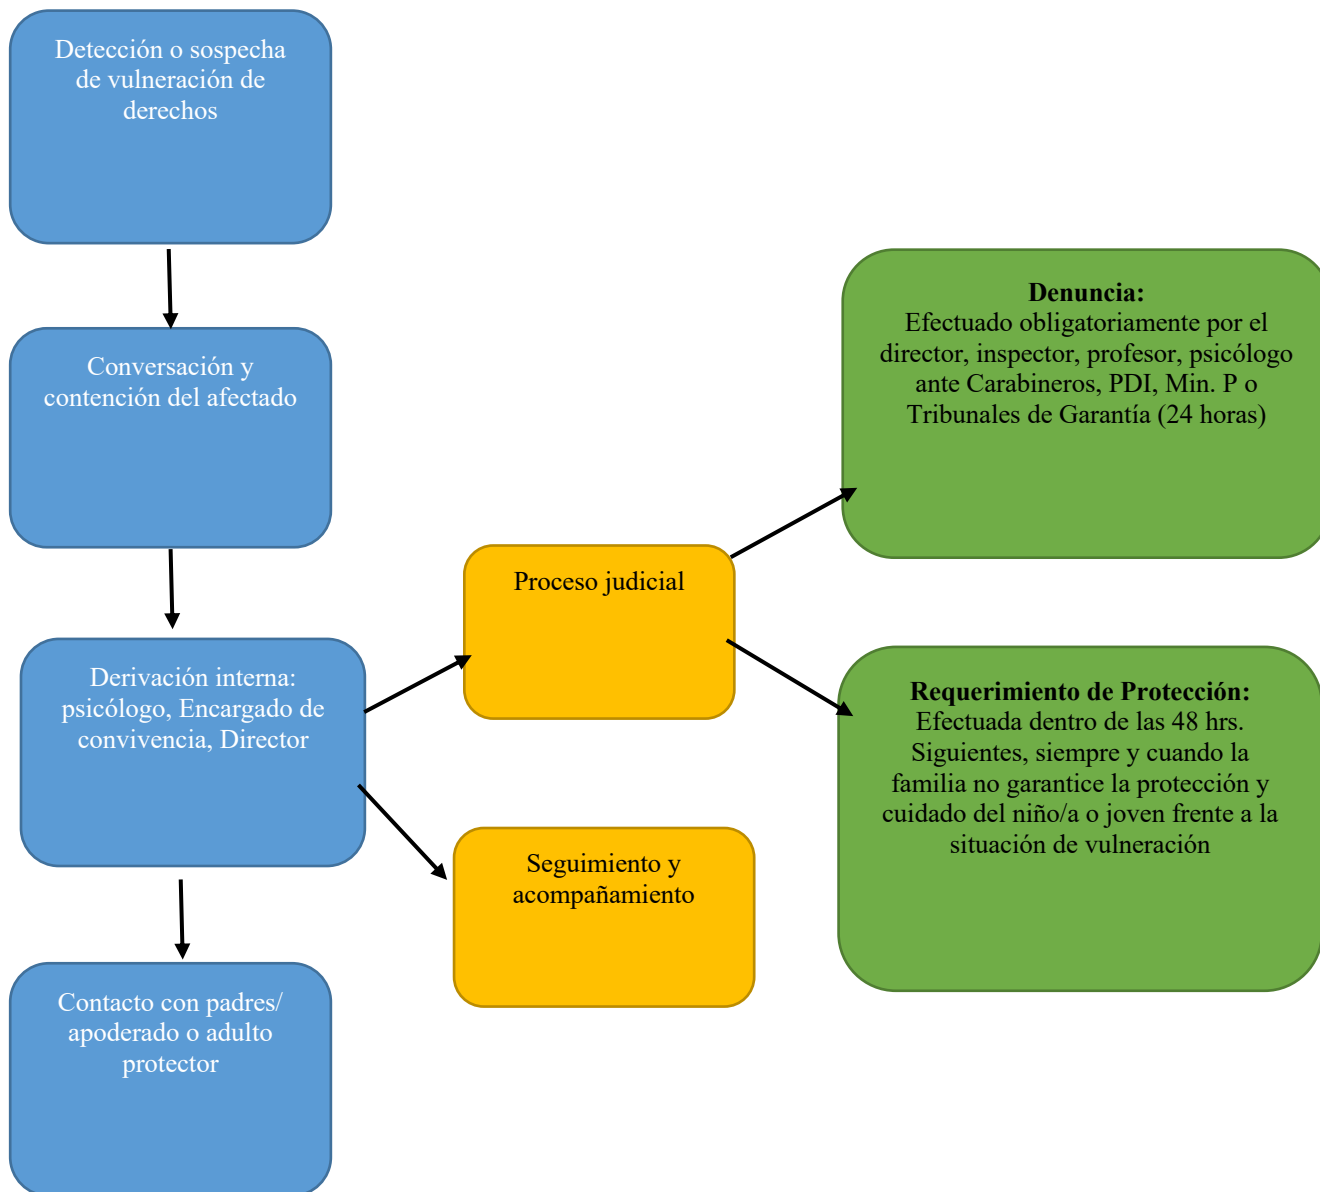 Detección o sospecha
de vulneración de
derechos
Conversación y
contención del afectado
Derivación interna:
psicólogo, Encargado de
convivencia, Director
Contacto con padres/
apoderado o adulto
protector
Proceso judicial
Seguimiento y
acompañamiento
Denuncia:
Efectuado obligatoriamente por el
director, inspector, profesor, psicólogo
ante Carabineros, PDI, Min. P o
Tribunales de Garantía (24 horas)
Requerimiento de Protección:
Efectuada dentro de las 48 hrs.
Siguientes, siempre y cuando la
familia no garantice la protección y
cuidado del niño/a o joven frente a la
situación de vulneración